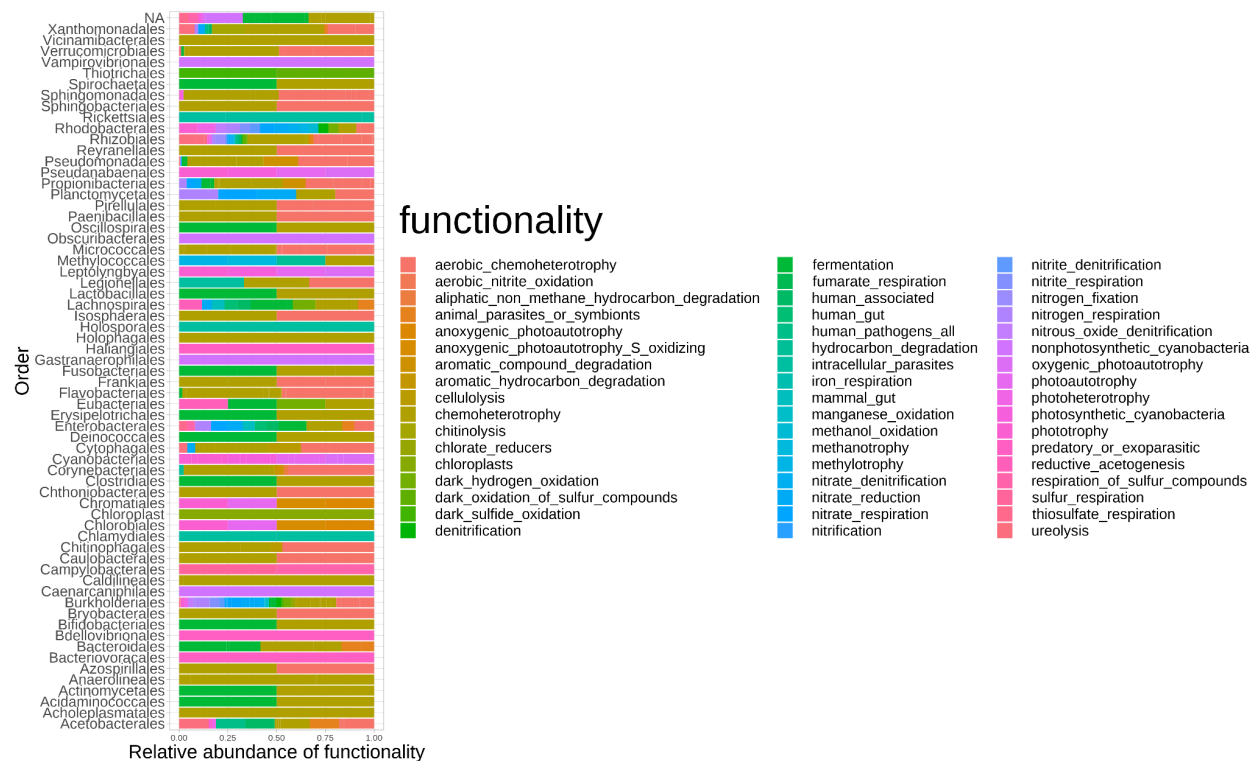 NA
Xanthomonadales
Vicinamibacterales
Verrucomicrobiales
Vampirovibrionales
Thiotrichales
Spirochaetales
Sphingomonadales
Sphingobacteriales
Rickettsiales
Rhodobacterales
Rhizobiales
Reyranellales
Pseudomonadales
Pseudanabaenales
Propionibacteriales
Planctomycetales
Pirellulales
Paenibacillales
Oscillospirales
Obscuribacterales
Micrococcales
Methylococcales
Leptolyngbyales
Legionellales
Lactobacillales
Lachnospirales
Isosphaerales
Holosporales
Holophagales
Haliangiales
Gastranaerophilales
Fusobacteriales
Frankiales
Flavobacteriales
Eubacteriales
Erysipelotrichales
Enterobacterales
Deinococcales
Cytophagales
Cyanobacteriales
Corynebacteriales
Clostridiales
Chthoniobacterales
Chromatiales
Chloroplast
Chlorobiales
Chlamydiales
Chitinophagales
Caulobacterales
Campylobacterales
Caldilineales
Caenarcaniphilales
Burkholderiales
Bryobacterales
Bifidobacteriales
Bdellovibrionales
Bacteroidales
Bacteriovoracales
Azospirillales
Anaerolineales
Actinomycetales
Acidaminococcales
Acholeplasmatales
Acetobacterales
Order
0.00 0.25 0.50 0.75 1.00
Relative abundance of functionality
functionality
aerobic_chemoheterotrophy
aerobic_nitrite_oxidation
aliphatic_non_methane_hydrocarbon_degradation
animal_parasites_or_symbionts
anoxygenic_photoautotrophy
anoxygenic_photoautotrophy_S_oxidizing
aromatic_compound_degradation
aromatic_hydrocarbon_degradation
cellulolysis
chemoheterotrophy
chitinolysis
chlorate_reducers
chloroplasts
dark_hydrogen_oxidation
dark_oxidation_of_sulfur_compounds
dark_sulfide_oxidation
denitrification
fermentation
fumarate_respiration
human_associated
human_gut
human_pathogens_all
hydrocarbon_degradation
intracellular_parasites
iron_respiration
mammal_gut
manganese_oxidation
methanol_oxidation
methanotrophy
methylotrophy
nitrate_denitrification
nitrate_reduction
nitrate_respiration
nitrification
nitrite_denitrification
nitrite_respiration
nitrogen_fixation
nitrogen_respiration
nitrous_oxide_denitrification
nonphotosynthetic_cyanobacteria
oxygenic_photoautotrophy
photoautotrophy
photoheterotrophy
photosynthetic_cyanobacteria
phototrophy
predatory_or_exoparasitic
reductive_acetogenesis
respiration_of_sulfur_compounds
sulfur_respiration
thiosulfate_respiration
ureolysis